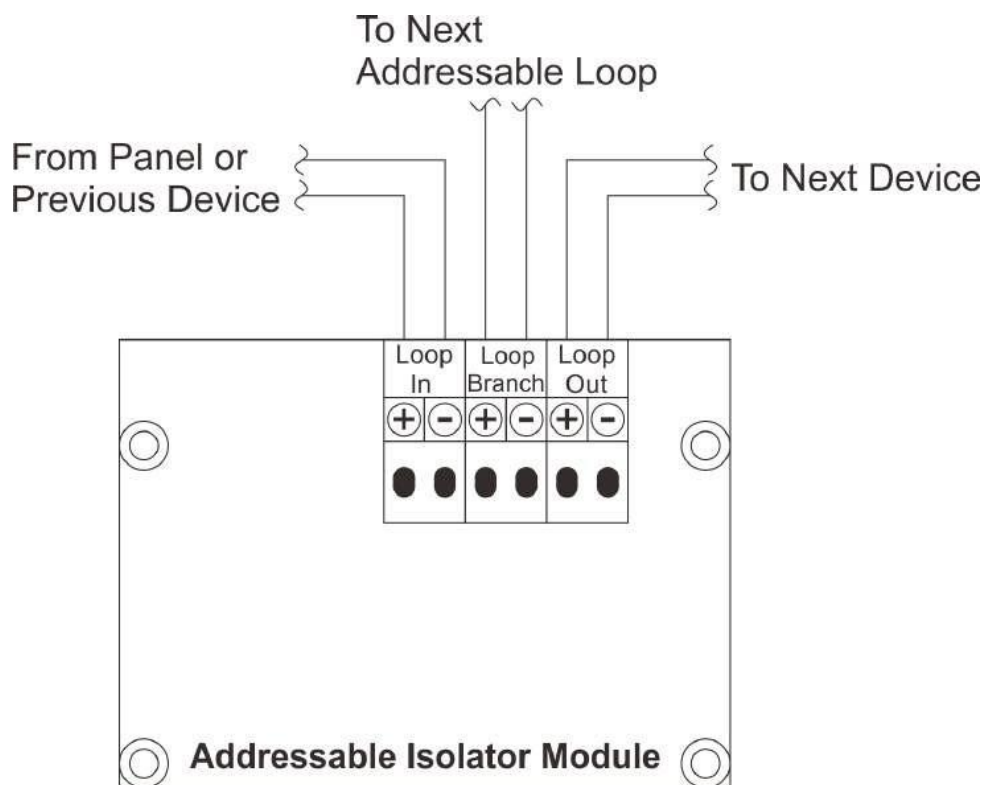 To Next
Addressable Loop
From Panel or
Previous Device
To Next Device
Loop In
Loop Branch
Loop Out
+ - + - + -
Addressable Isolator Module